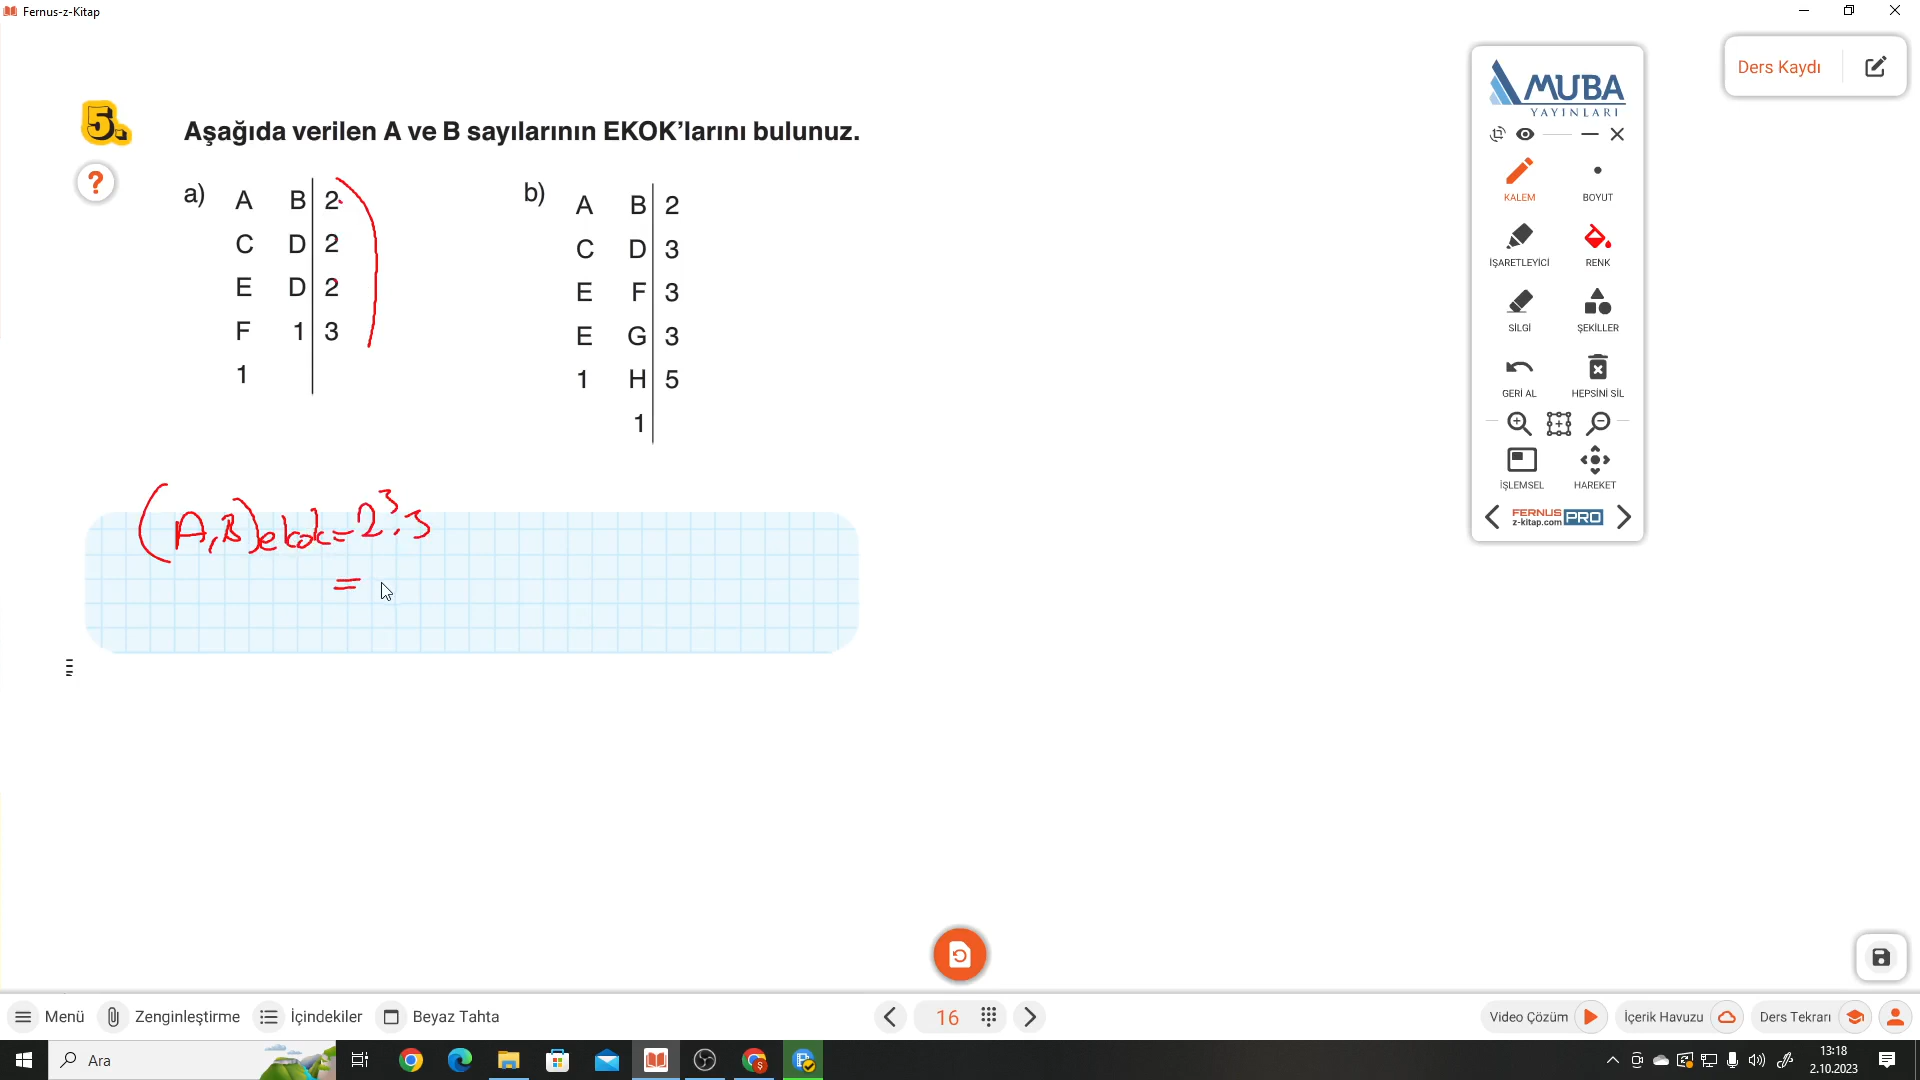 Fernus-z-Kitap
Ders Kaydı
MUBA
YAYINLARI
KALEM BOYUT
İŞARETLEYİCİ RENK
SİLGİ ŞEKİLLER
GERİ AL HEPSİNİ SİL
İŞLEMSEL HAREKET
FERNUS
z-kitap.com PRO
5. Aşağıda verilen A ve B sayılarının EKOK'larını bulunuz.
?
a) A B 2
C D 2
E D 2
F 1 3
1
b) A B 2
C D 3
E F 3
E G 3
1 H 5
1
(A,B)ekok=2³.3
=
Menü Zenginleştirme İçindekiler Beyaz Tahta 16 Video Çözüm İçerik Havuzu Ders Tekrarı
Ara
13:18
2.10.2023